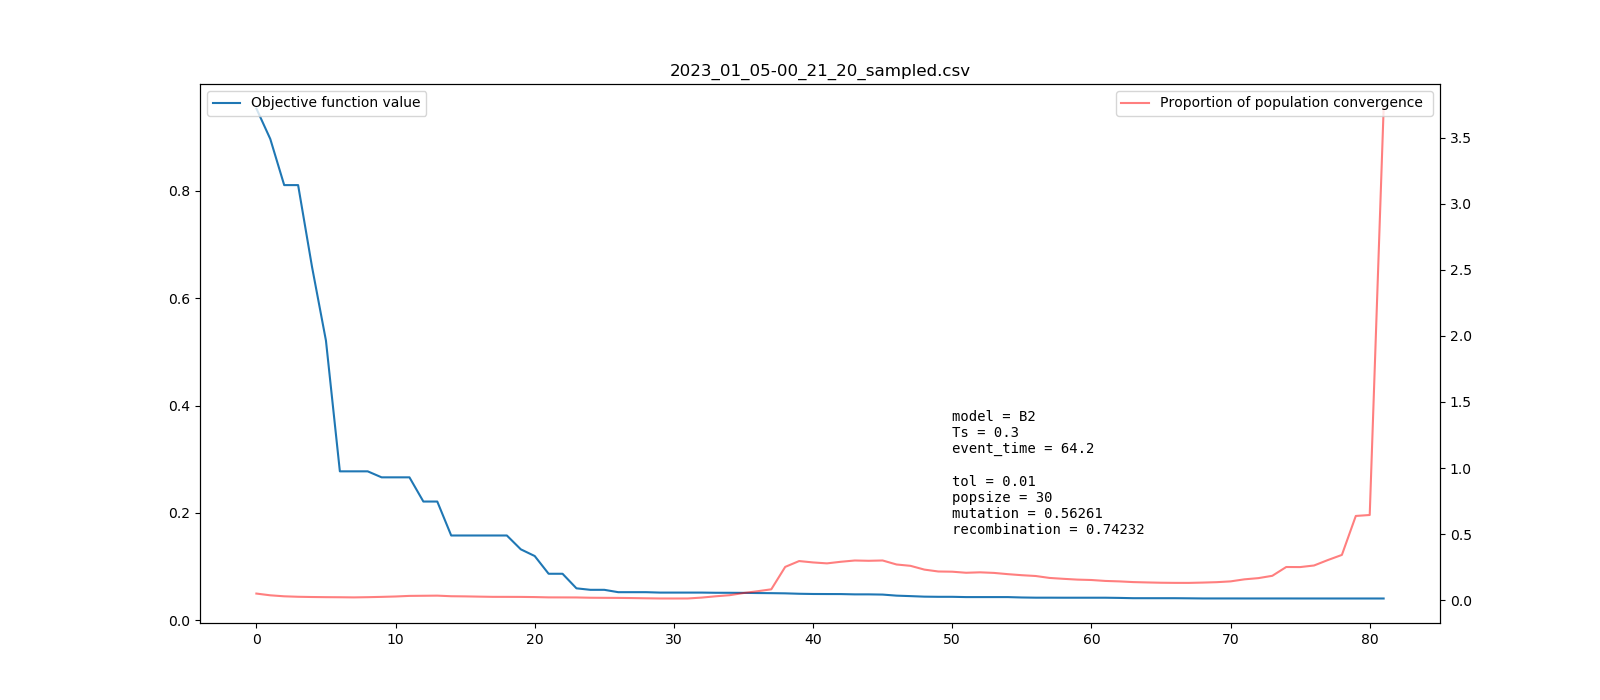 2023_01_05-00_21_20_sampled.csv
Objective function value
Proportion of population convergence
0.8
0.6
0.4
0.2
0.0
3.5
3.0
2.5
2.0
1.5
1.0
0.5
0.0
model = B2
Ts = 0.3
event_time = 64.2
tol = 0.01
popsize = 30
mutation = 0.56261
recombination = 0.74232
0 10 20 30 40 50 60 70 80